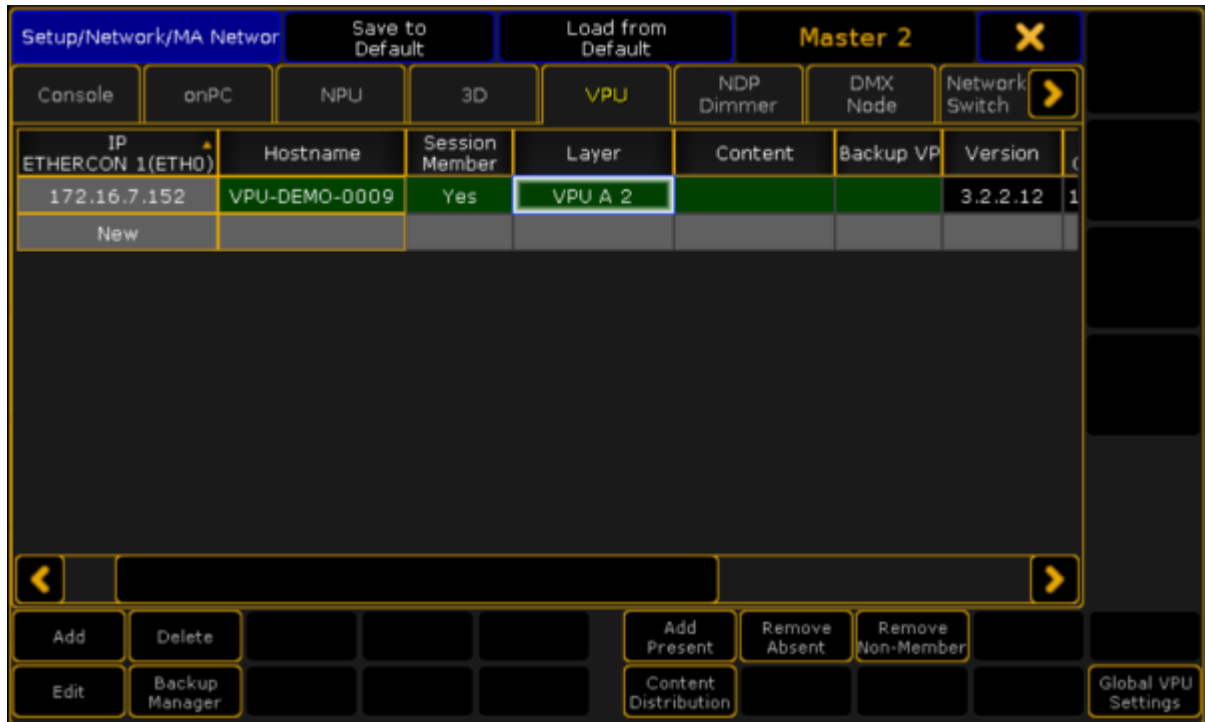 Setup/Network/MA Networ
Save to
Default
Load from
Default
Master 2
Console
onPC
NPU
3D
VPU
NDP
Dimmer
DMX
Node
Network
Switch
IP
ETHERCON 1(ETH0)
Hostname
Session
Member
Layer
Content
Backup VP
Version
172.16.7.152
VPU-DEMO-0009
Yes
VPU A 2
3.2.2.12
1
New
Add
Delete
Add
Present
Remove
Absent
Remove
Non-Member
Edit
Backup
Manager
Content
Distribution
Global VPU
Settings